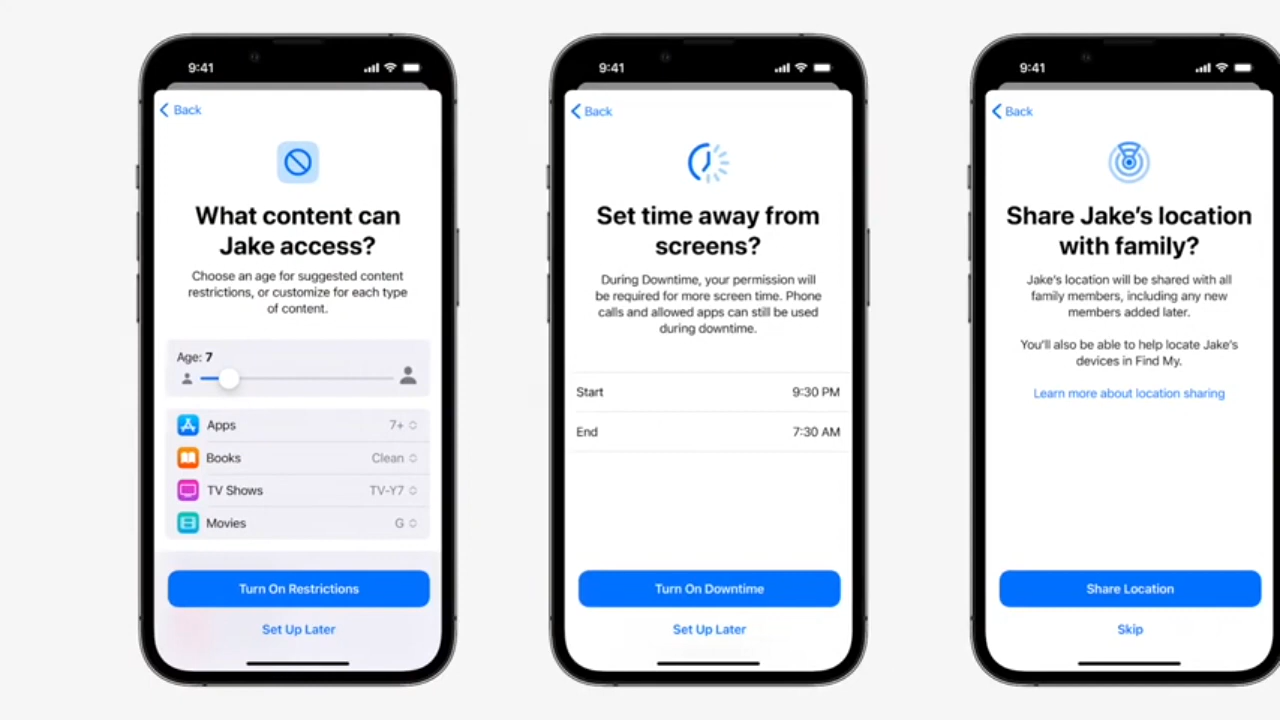 9:41
Back
What content can
Jake access?
Choose an age for suggested content
restrictions, or customize for each type
of content.
Age: 7
Apps 7+
Books Clean
TV Shows TV-Y7
Movies G
Turn On Restrictions
Set Up Later
9:41
Back
Set time away from
screens?
During Downtime, your permission will
be required for more screen time. Phone
calls and allowed apps can still be used
during downtime.
Start 9:30 PM
End 7:30 AM
Turn On Downtime
Set Up Later
9:41
Back
Share Jake’s location
with family?
Jake’s location will be shared with all
family members, including any new
members added later.
You’ll also be able to help locate Jake’s
devices in Find My.
Learn more about location sharing
Share Location
Skip